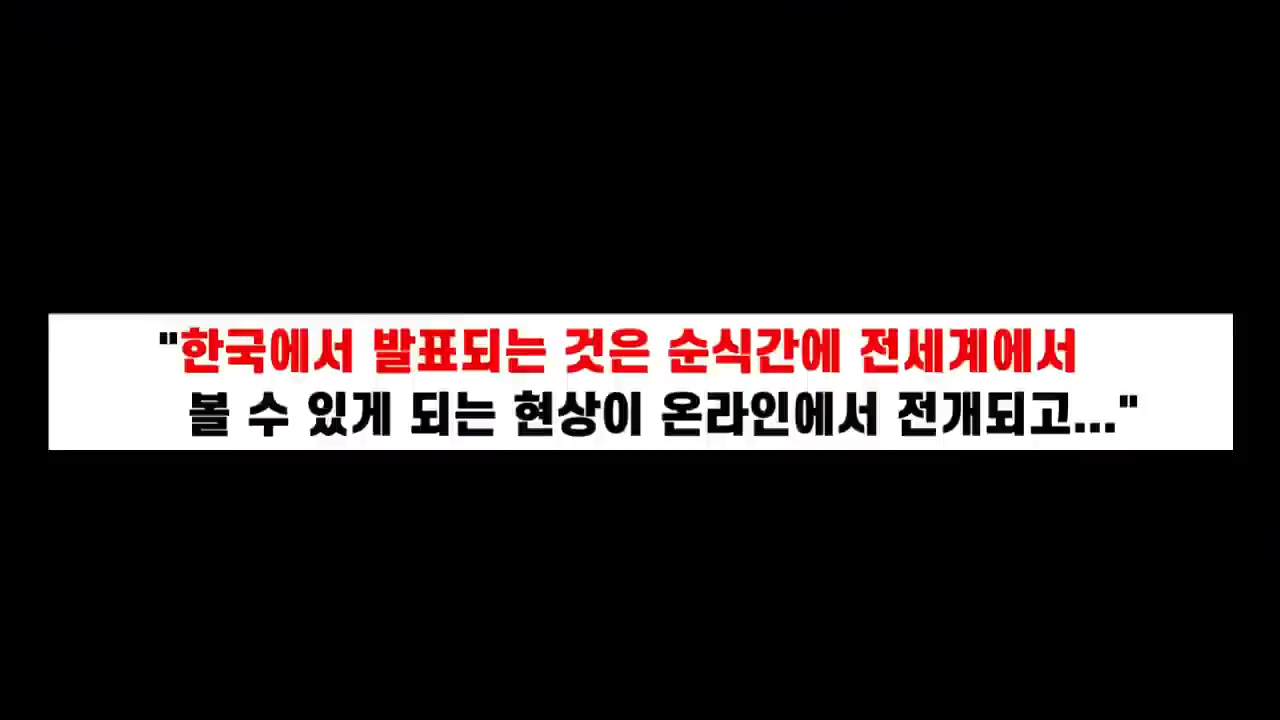 "한국에서 발표되는 것은 순식간에 전세계에서
볼 수 있게 되는 현상이 온라인에서 전개되고..."